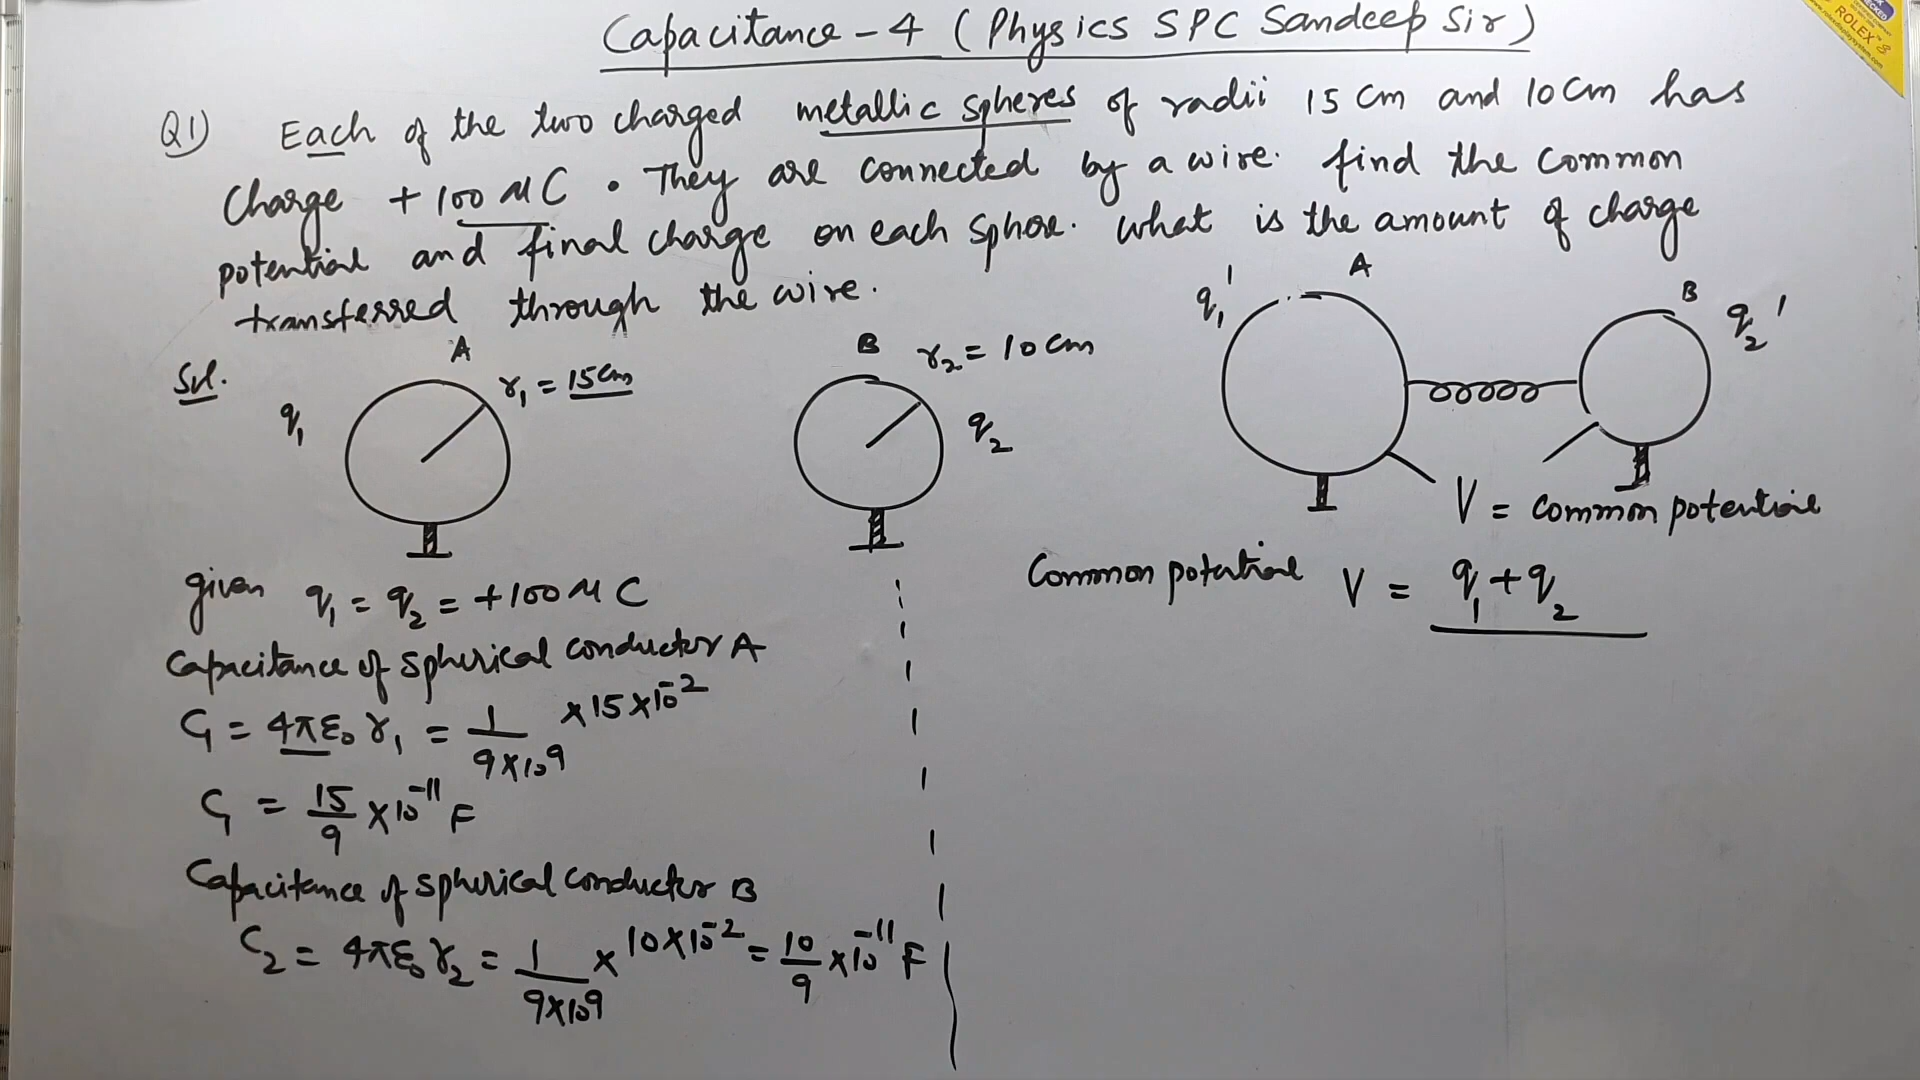 Capacitance - 4 ( Physics SPC Sandeep Sir )
Q1) Each of the two charged metallic spheres of radii 15 cm and 10 cm has
charge + 100 μC . They are connected by a wire. find the common
potential and final charge on each sphere. what is the amount of charge
transferred through the wire.
Sol.
A
r₁ = 15 cm
q₁
B
r₂ = 10 cm
q₂
A
q₁'
B
q₂'
V = common potential
given q₁ = q₂ = +100 μC
Capacitance of spherical conductor A
C₁ = 4πε₀ r₁ = 1/(9×10⁹) × 15×10⁻²
C₁ = 15/9 ×10⁻¹¹ F
Capacitance of spherical conductor B
C₂ = 4πε₀ r₂ = 1/(9×10⁹) × 10×10⁻² = 10/9 ×10⁻¹¹ F
Common potential V = q₁+q₂
ROLEX